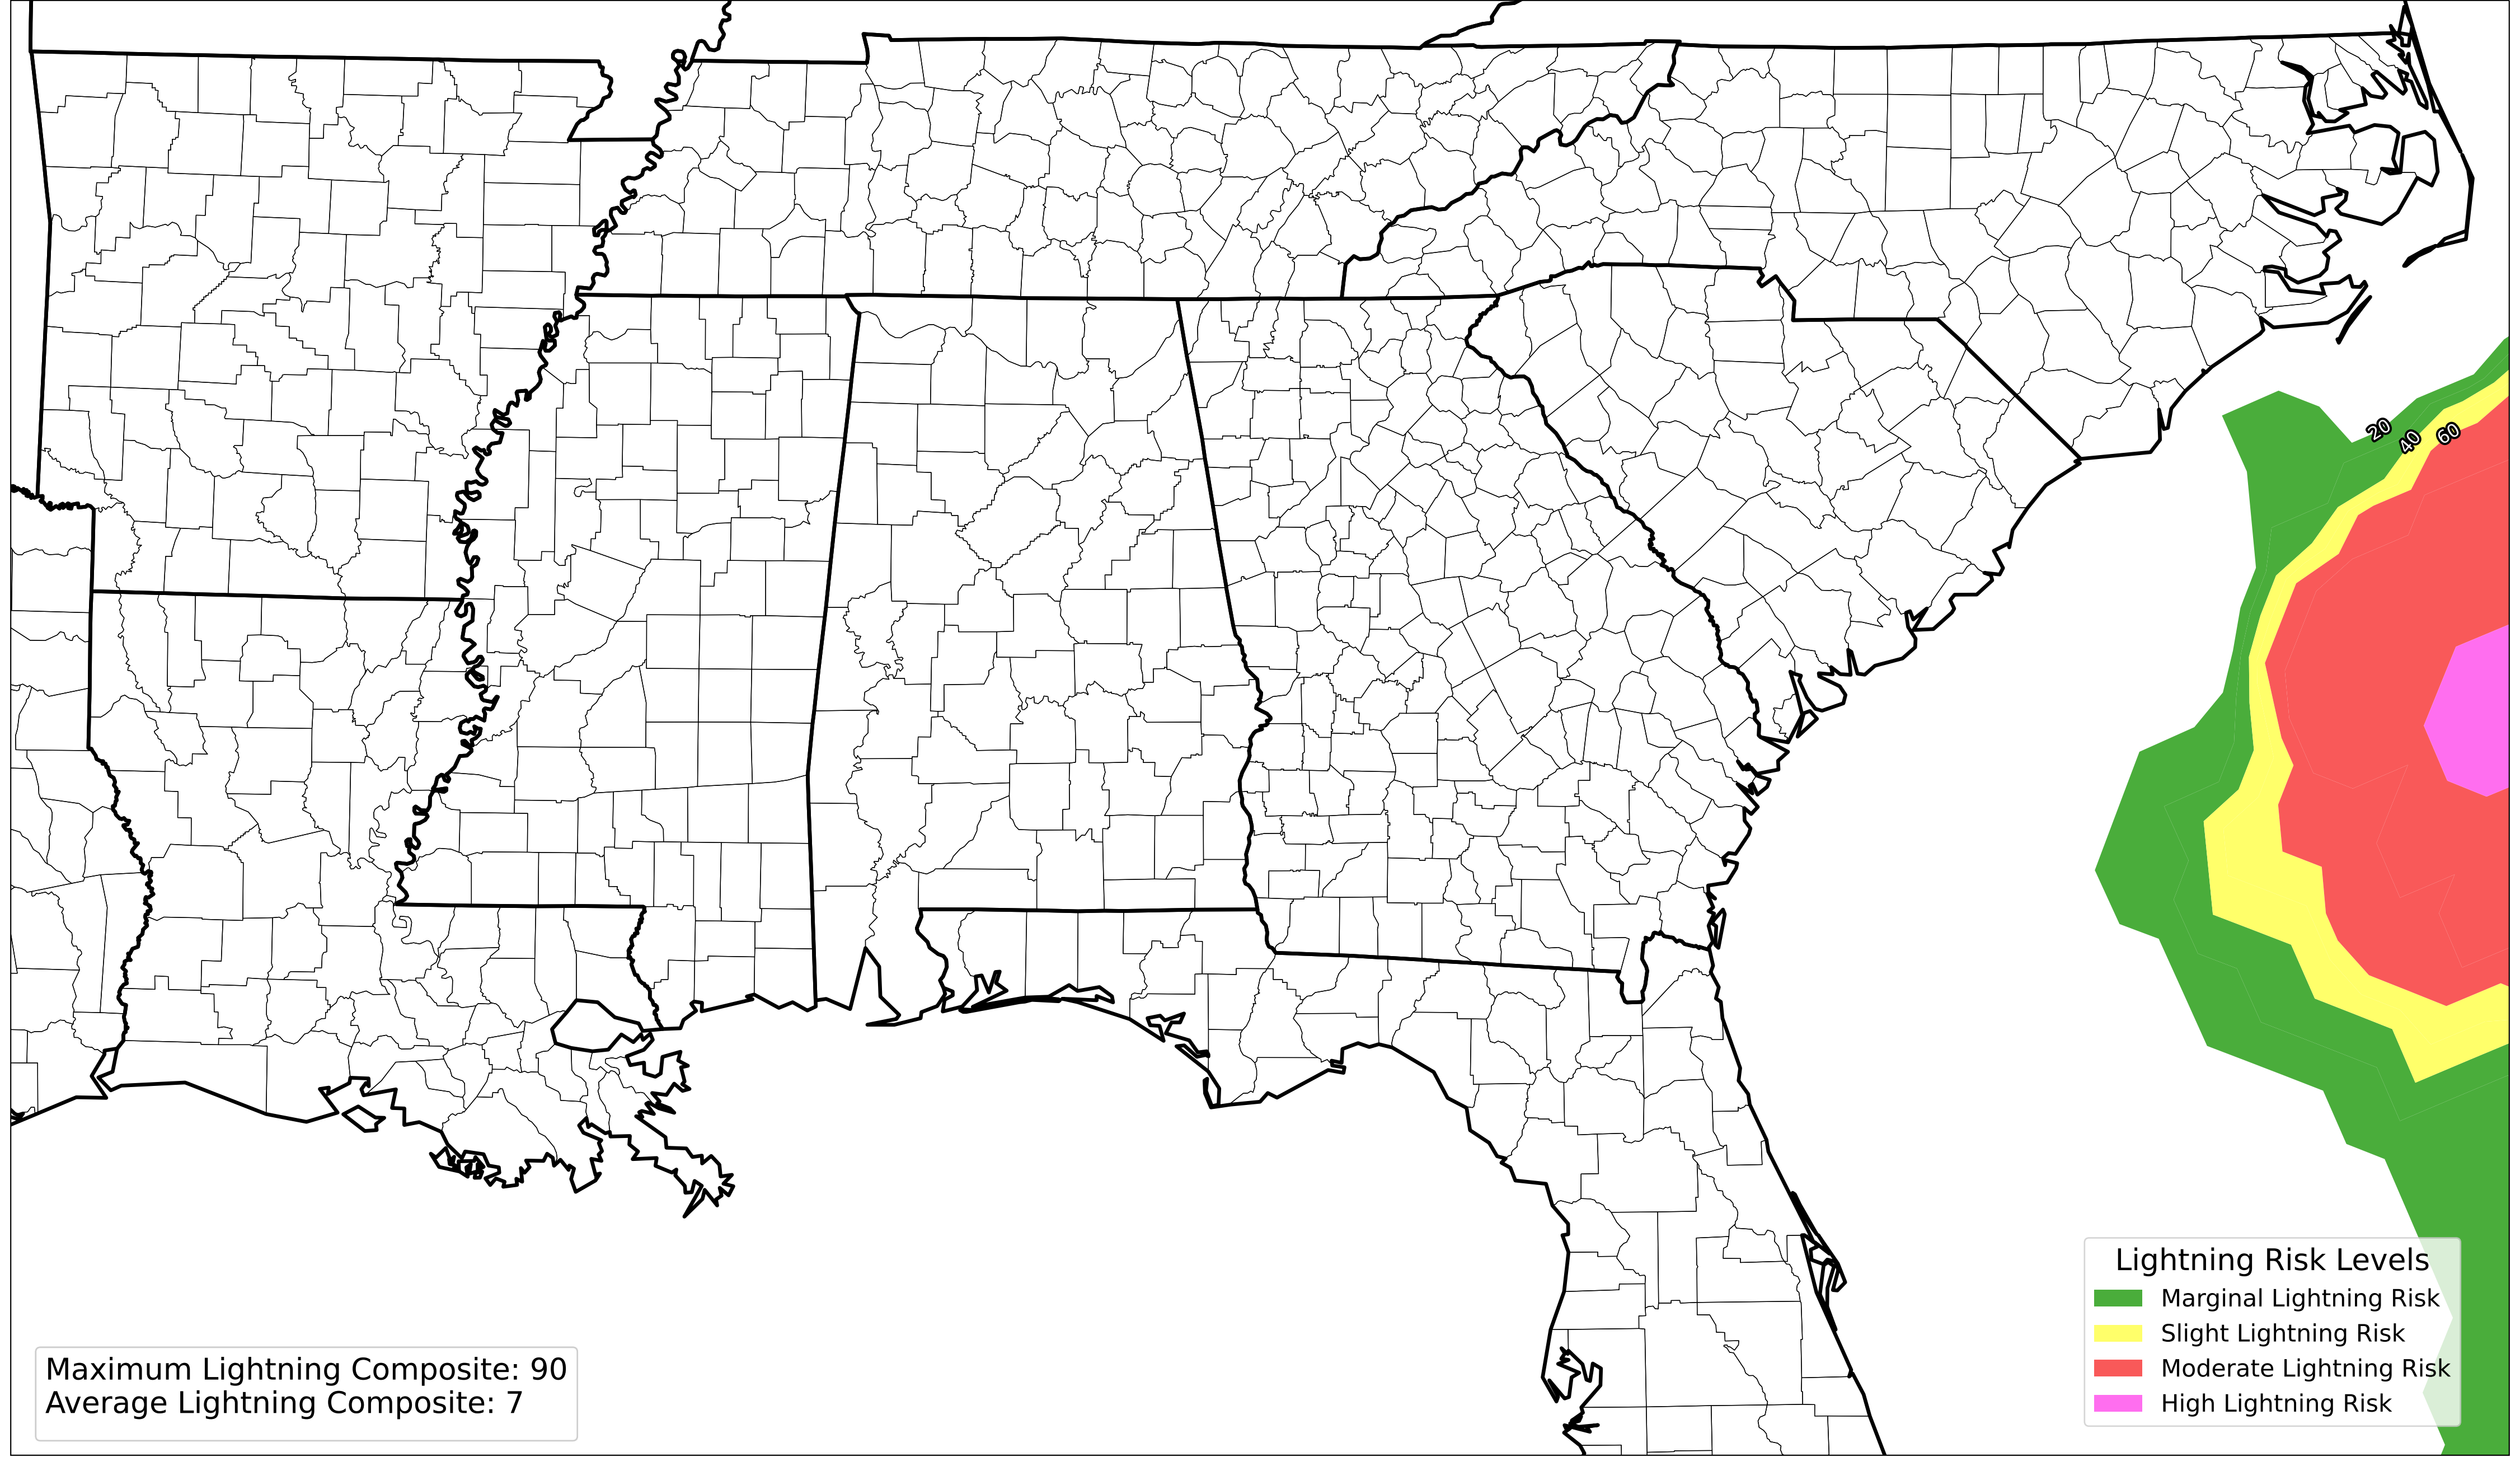 20
40
60
Lightning Risk Levels
Marginal Lightning Risk
Slight Lightning Risk
Moderate Lightning Risk
High Lightning Risk
Maximum Lightning Composite: 90
Average Lightning Composite: 7